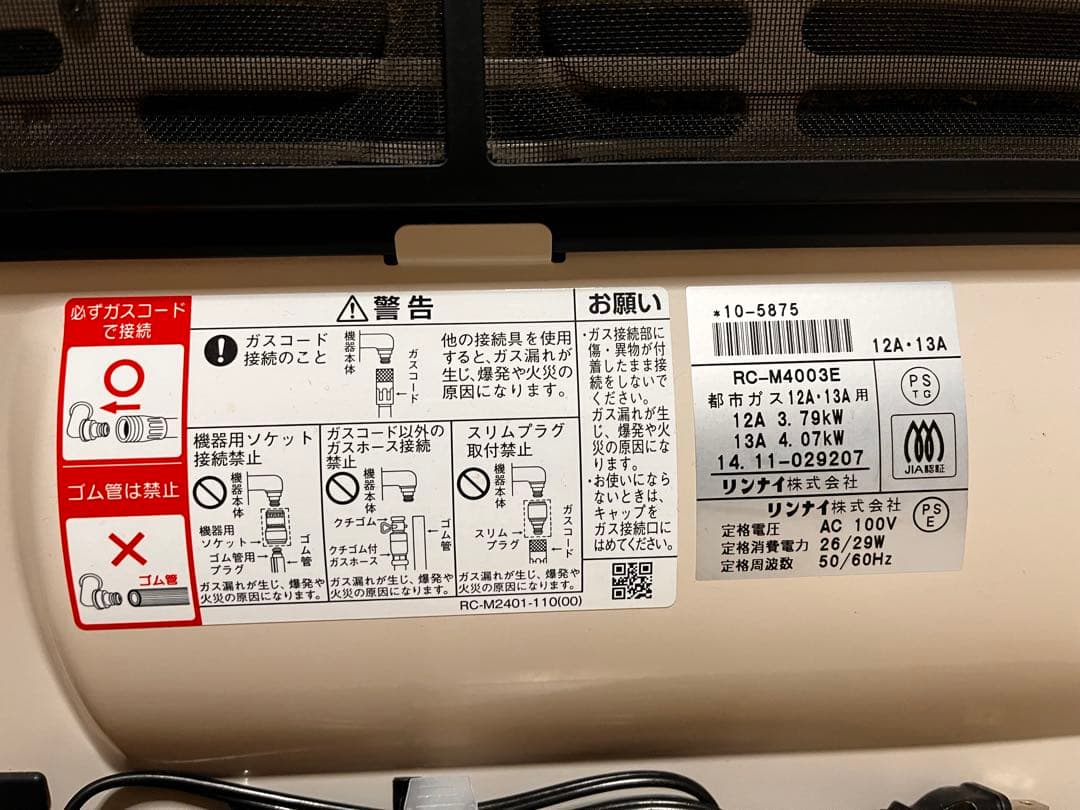 必ずガスコード
で接続
ゴム管は禁止
ゴム管
警告
ガスコード
接続のこと
機器本体
ガスコード
他の接続具を使用
すると、ガス漏れが
生じ、爆発や火災の
原因になります。
機器用ソケット
接続禁止
機器本体
機器用
ソケット
ゴム管用
プラグ
ゴム管
ガス漏れが生じ、爆発や
火災の原因になります。
ガスコード以外の
ガスホース接続
禁止
機器本体
クチゴム
クチゴム付
ガスホース
ゴム管
ガス漏れが生じ、爆発や
火災の原因になります。
スリムプラグ
取付禁止
機器本体
スリム
プラグ
ガスコード
ガス漏れが生じ、爆発や
火災の原因になります。
RC-M2401-110(00)
お願い
・ガス接続部に
傷・異物が付
着したまま接
続をしないで
ください。
ガス漏れが生
じ、爆発や火
災の原因にな
ります。
・お使いになら
ないときは、
キャップを
ガス接続口に
はめてください。
*10-5875
12A・13A
RC-M4003E
都市ガス12A・13A用
12A 3.79kW
13A 4.07kW
14.11-029207
リンナイ株式会社
PS
TG
JIA認証
リンナイ株式会社
定格電圧 AC 100V
定格消費電力 26/29W
定格周波数 50/60Hz
PS
E